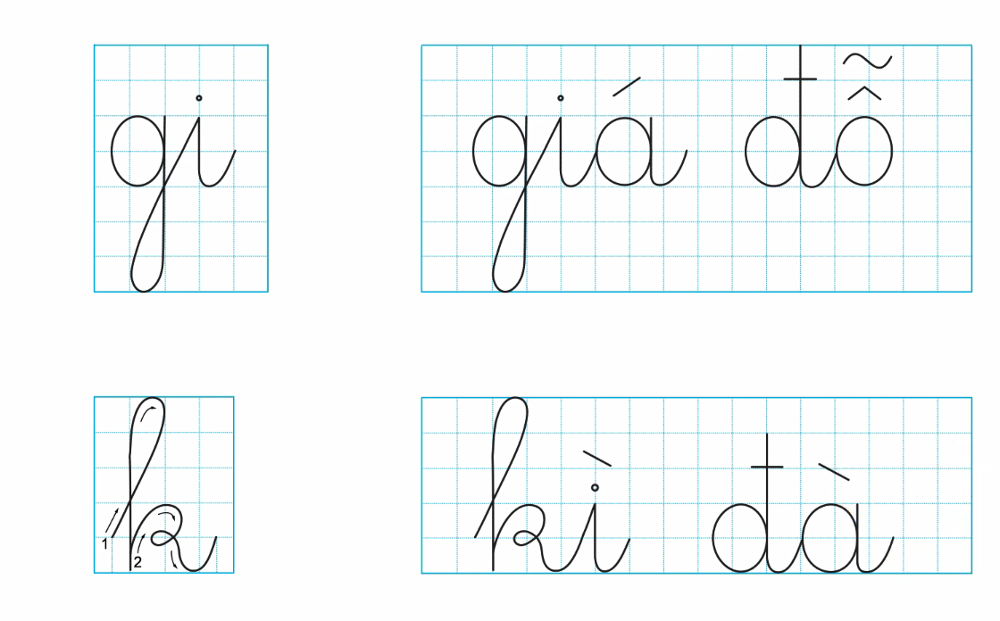 gi giá đỗ
k kì đà
1
2